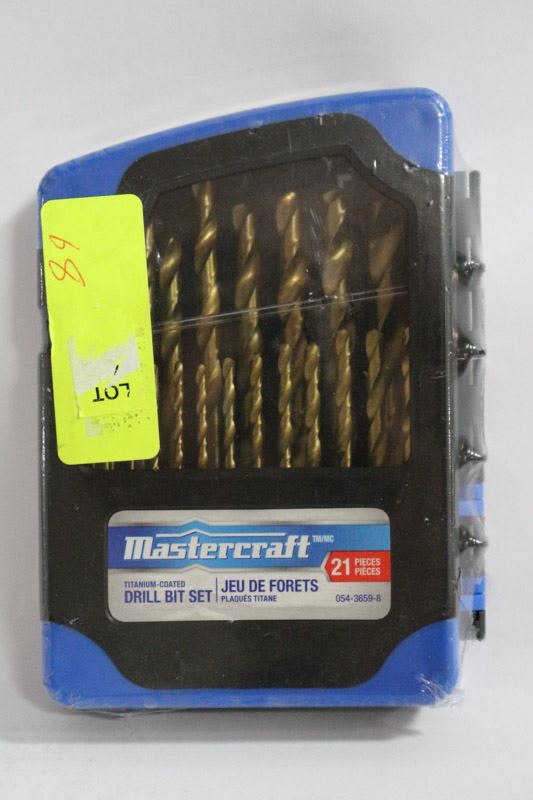 89
LOT
Mastercraft TM/MC
21 PIECES
PIÈCES
TITANIUM-COATED
DRILL BIT SET
JEU DE FORETS
PLAQUÉS TITANE
054-3659-8